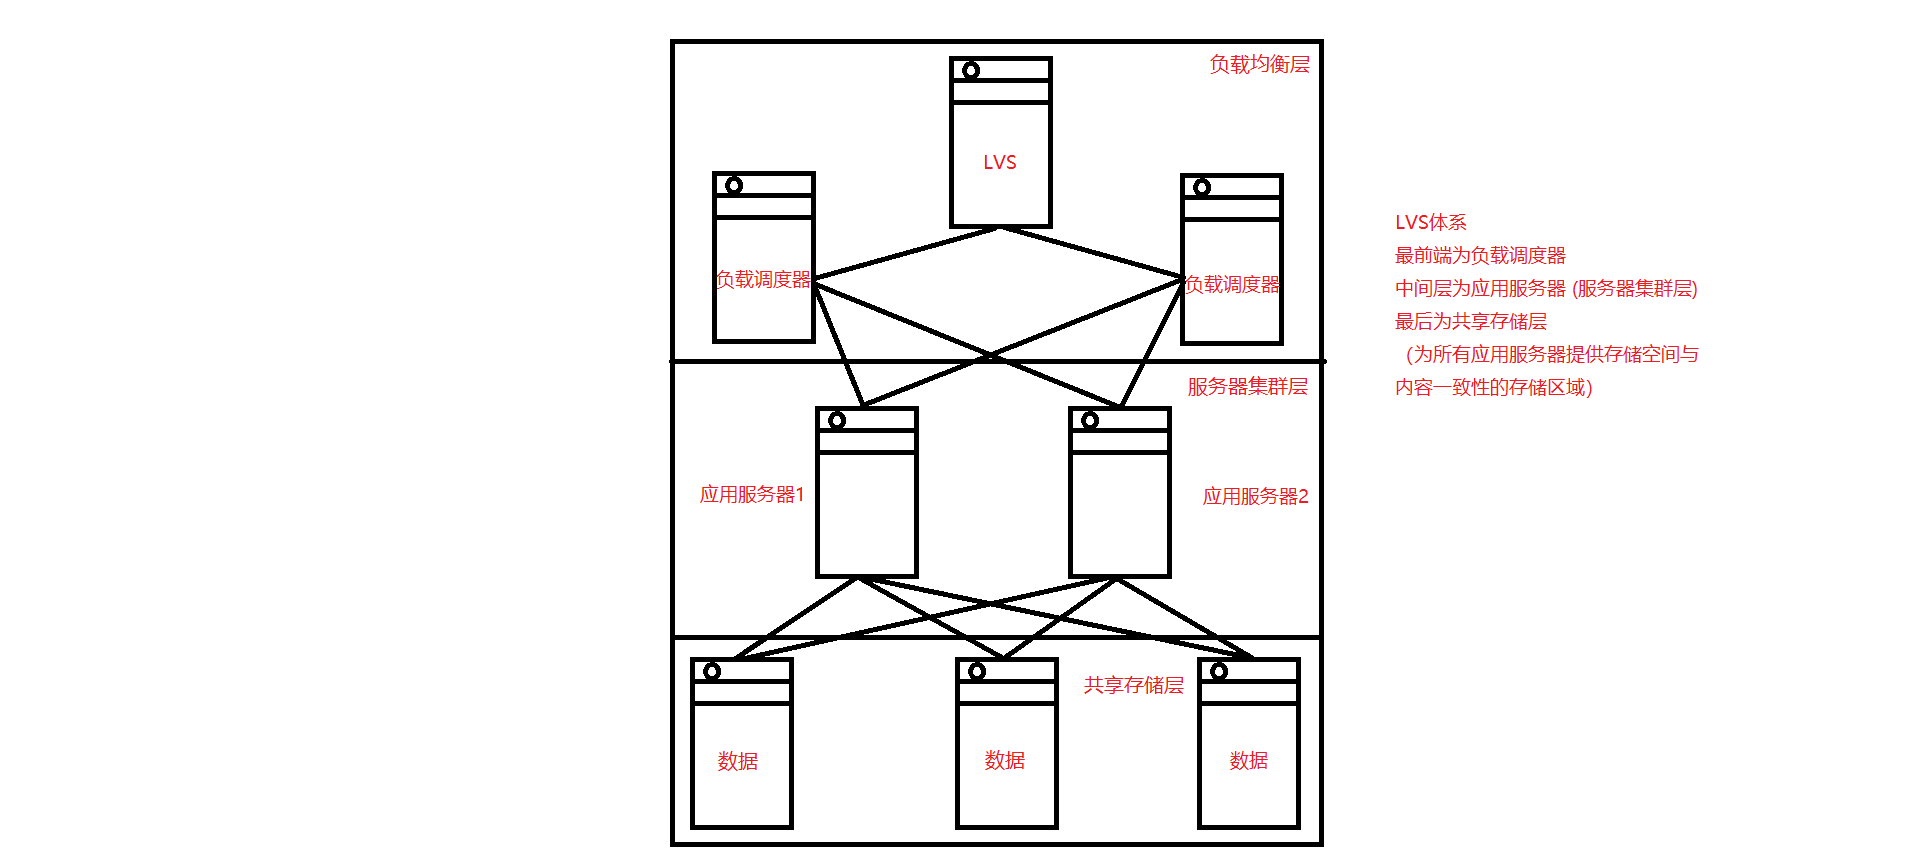 负载均衡层
LVS
负载调度器
负载调度器
服务器集群层
应用服务器1
应用服务器2
共享存储层
数据
数据
数据
LVS体系
最前端为负载调度器
中间层为应用服务器 (服务器集群层)
最后为共享存储层
（为所有应用服务器提供存储空间与
内容一致性的存储区域）